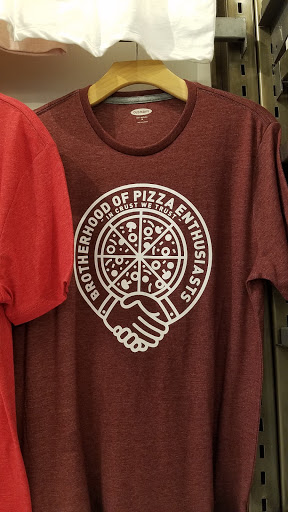 BROTHERHOOD OF PIZZA ENTHUSIASTS
IN CRUST WE TRUST